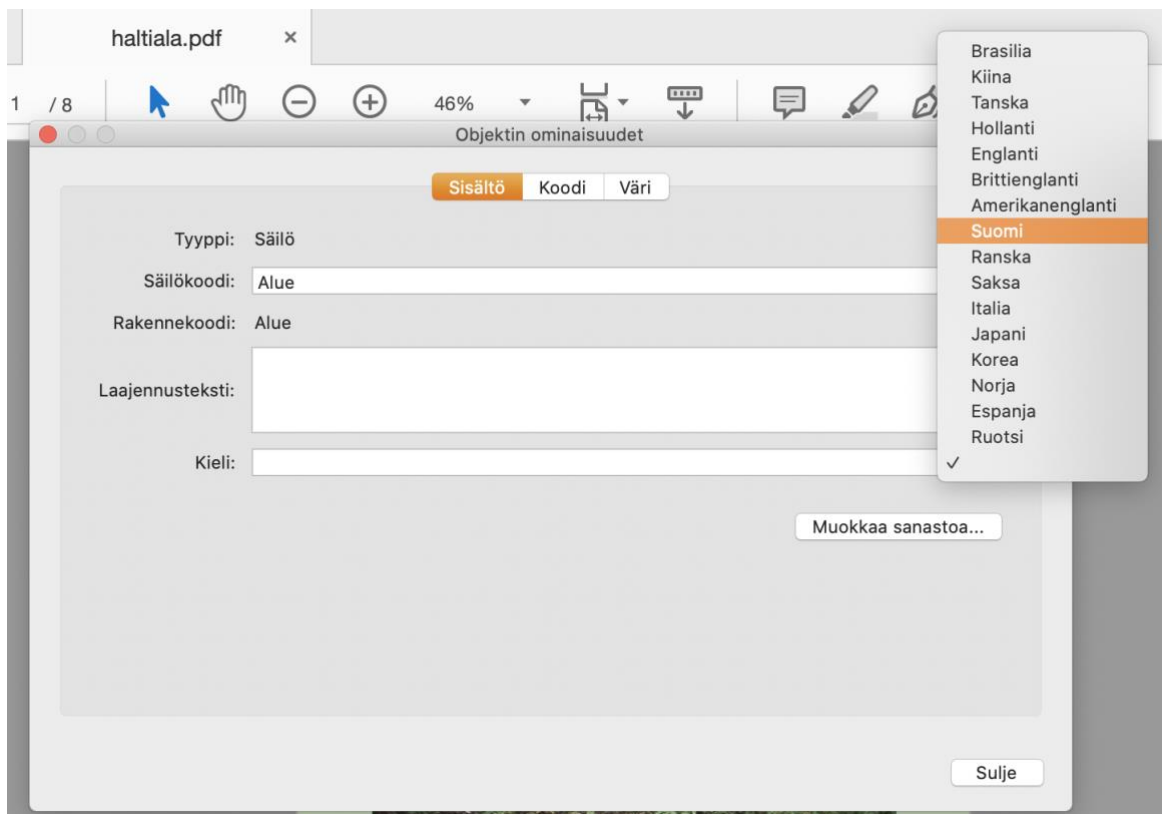 haltiala.pdf ×
1 / 8 46%
Objektin ominaisuudet
Sisältö Koodi Väri
Tyyppi: Säilö
Säilökoodi: Alue
Rakennekoodi: Alue
Laajennusteksti:
Kieli:
Muokkaa sanastoa...
Sulje
Brasilia
Kiina
Tanska
Hollanti
Englanti
Brittienglanti
Amerikanenglanti
Suomi
Ranska
Saksa
Italia
Japani
Korea
Norja
Espanja
Ruotsi